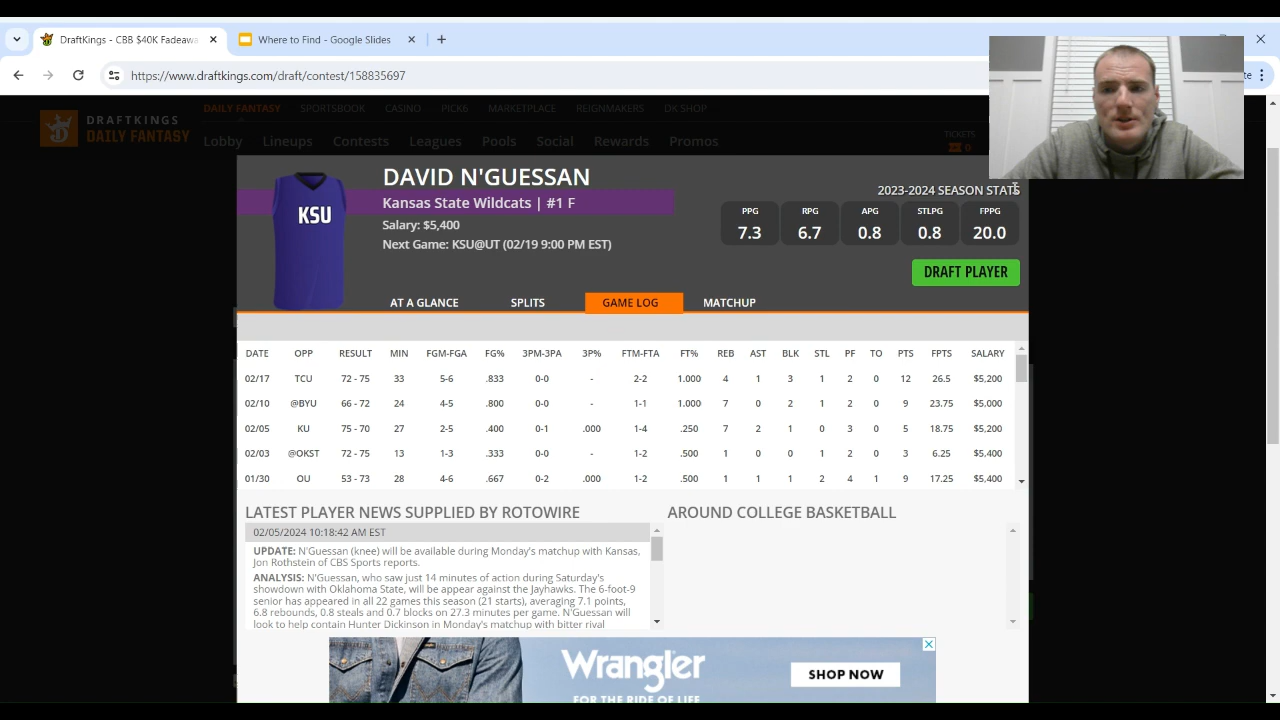 DraftKings - CBB $40K Fadeawa
Where to Find - Google Slides
https://www.draftkings.com/draft/contest/158335697
DRAFTKINGS
DAILY FANTASY
DAILY FANTASY SPORTSBOOK CASINO PICK6 MARKETPLACE REIGNMAKERS DK SHOP
Lobby Lineups Contests Leagues Pools Social Rewards Promos
TICKETS
0
KSU
DAVID N'GUESSAN
Kansas State Wildcats | #1 F
Salary: $5,400
Next Game: KSU@UT (02/19 9:00 PM EST)
2023-2024 SEASON STATS
PPG RPG APG STLPG FPPG
7.3 6.7 0.8 0.8 20.0
DRAFT PLAYER
AT A GLANCE SPLITS GAME LOG MATCHUP
DATE OPP RESULT MIN FGM-FGA FG% 3PM-3PA 3P% FTM-FTA FT% REB AST BLK STL PF TO PTS FPTS SALARY
02/17 TCU 72 - 75 33 5-6 .833 0-0 - 2-2 1.000 4 1 3 1 2 0 12 26.5 $5,200
02/10 @BYU 66 - 72 24 4-5 .800 0-0 - 1-1 1.000 7 0 2 1 2 0 9 23.75 $5,000
02/05 KU 75 - 70 27 2-5 .400 0-1 .000 1-4 .250 7 2 1 0 3 0 5 18.75 $5,200
02/03 @OKST 72 - 75 13 1-3 .333 0-0 - 1-2 .500 1 0 0 1 2 0 3 6.25 $5,400
01/30 OU 53 - 73 28 4-6 .667 0-2 .000 1-2 .500 1 1 1 2 4 1 9 17.25 $5,400
LATEST PLAYER NEWS SUPPLIED BY ROTOWIRE
02/05/2024 10:18:42 AM EST
UPDATE: N'Guessan (knee) will be available during Monday's matchup with Kansas,
Jon Rothstein of CBS Sports reports.
ANALYSIS: N'Guessan, who saw just 14 minutes of action during Saturday's
showdown with Oklahoma State, will be appear against the Jayhawks. The 6-foot-9
senior has appeared in all 22 games this season (21 starts), averaging 7.1 points,
6.8 rebounds, 0.8 steals and 0.7 blocks on 27.3 minutes per game. N'Guessan will
look to help contain Hunter Dickinson in Monday's matchup with bitter rival
AROUND COLLEGE BASKETBALL
Wrangler
FOR THE RIDE OF LIFE
SHOP NOW